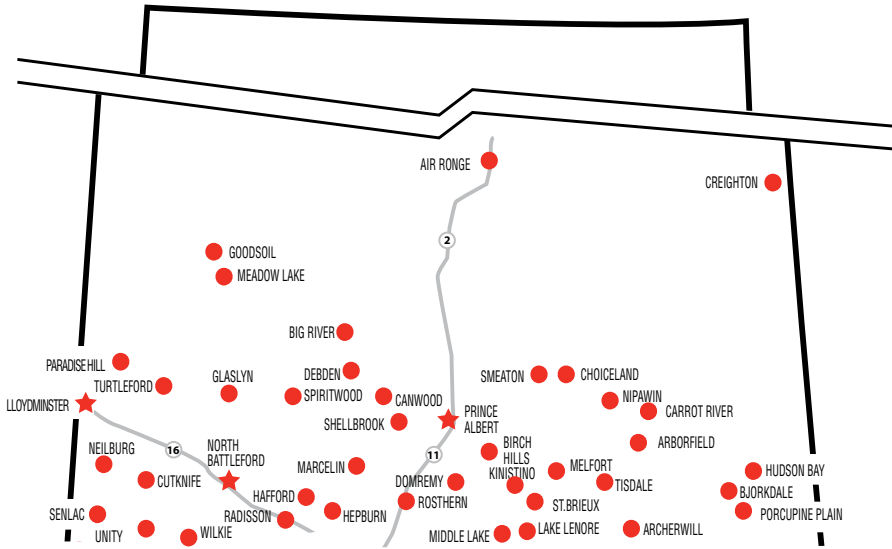 AIR RONGE
CREIGHTON
2
GOODSOIL
MEADOW LAKE
BIG RIVER
PARADISE HILL
DEBDEN
SMEATON
CHOICELAND
TURTLEFORD
GLASLYN
SPIRITWOOD
CANWOOD
NIPAWIN
LLOYDMINSTER
PRINCE
ALBERT
CARROT RIVER
SHELLBROOK
ARBORFIELD
16
11
NEILBURG
NORTH
BATTLEFORD
MARCELIN
BIRCH
HILLS
KINISTINO
MELFORT
HUDSON BAY
CUTKNIFE
DOMREMY
TISDALE
BJORKDALE
HAFFORD
ROSTHERN
ST.BRIEUX
PORCUPINE PLAIN
SENLAC
RADISSON
HEPBURN
UNITY
WILKIE
MIDDLE LAKE
LAKE LENORE
ARCHERWILL